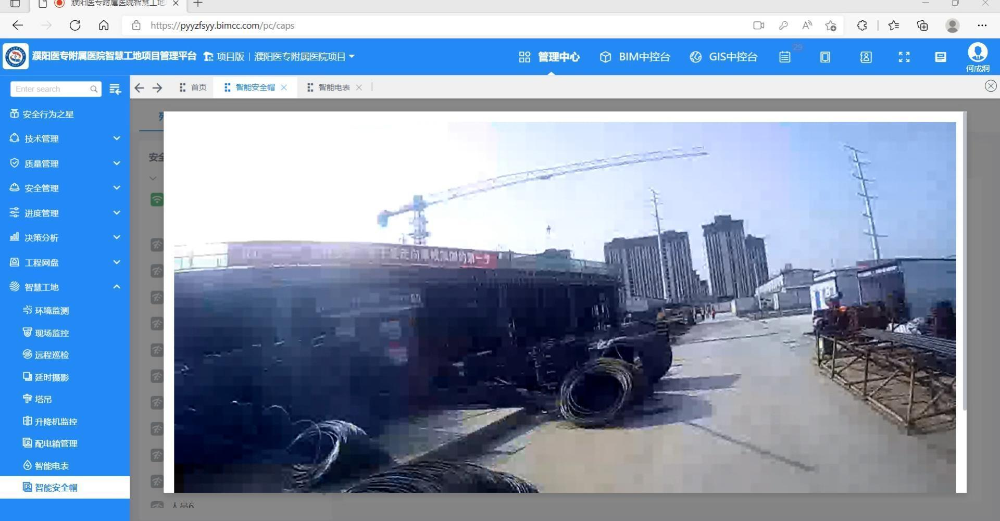 濮阳医专附属医院智慧工地
https://pyyzfsyy.bimcc.com/pc/caps
濮阳医专附属医院智慧工地项目管理平台 项目版 | 濮阳医专附属医院项目 管理中心 BIM中控台 GIS中控台 29
何成炯
Enter search 首页 智能安全帽 智能电表
安全行为之星
技术管理
质量管理
安全
安全管理
进度管理
决策分析
工程网盘
智慧工地
环境监测
现场监控
远程巡检
延时摄影
塔吊
升降机监控
配电箱管理
智能电表
智能安全帽
人员6